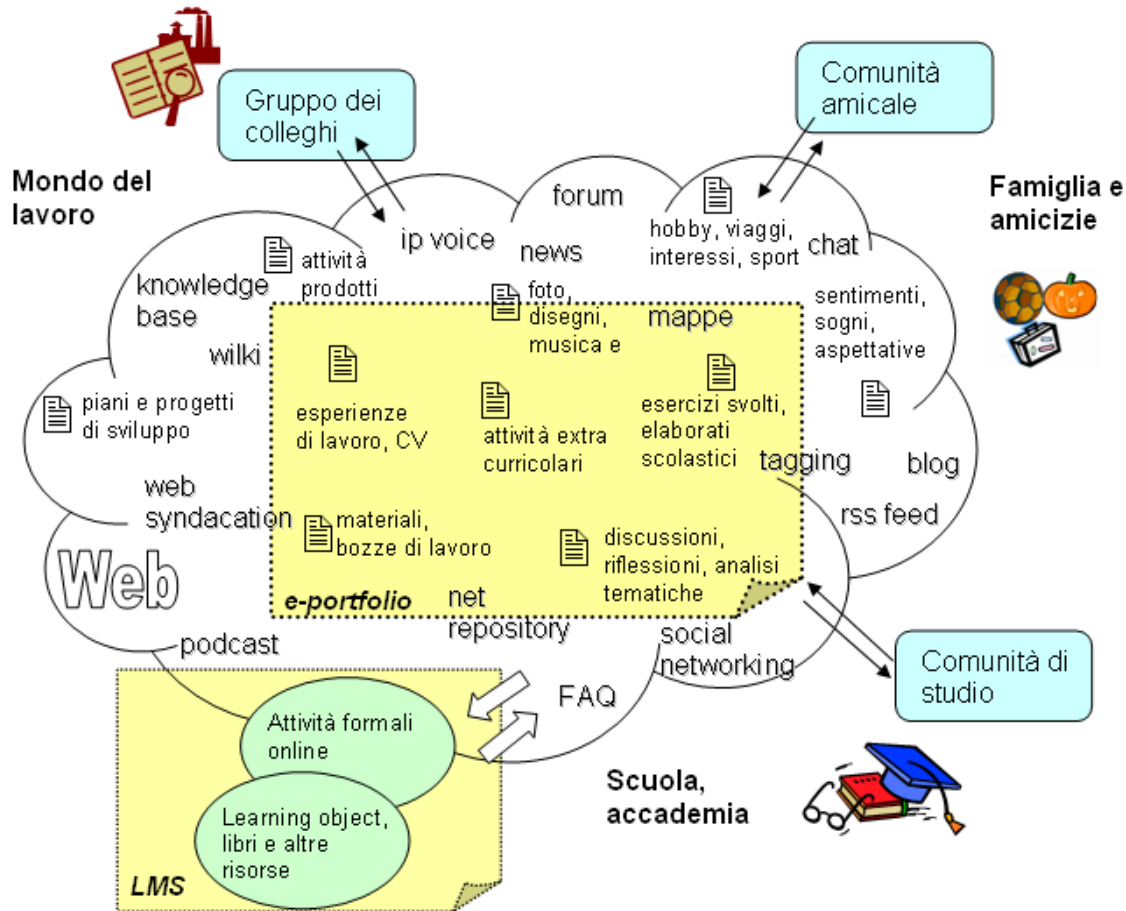 Gruppo dei
colleghi
Comunità
amicale
Mondo del
lavoro
Famiglia e
amicizie
forum
ip voice
news
hobby, viaggi,
interessi, sport
chat
attività
prodotti
knowledge
base
foto,
disegni,
musica e
mappe
sentimenti,
sogni,
aspettative
wilki
piani e progetti
di sviluppo
esperienze
di lavoro, CV
attività extra
curricolari
esercizi svolti,
elaborati
scolastici
tagging
blog
web
syndacation
rss feed
materiali,
bozze di lavoro
discussioni,
riflessioni, analisi
tematiche
Web
e-portfolio
net
repository
podcast
social
networking
Comunità di
studio
FAQ
Attività formali
online
Scuola,
accademia
Learning object,
libri e altre
risorse
LMS